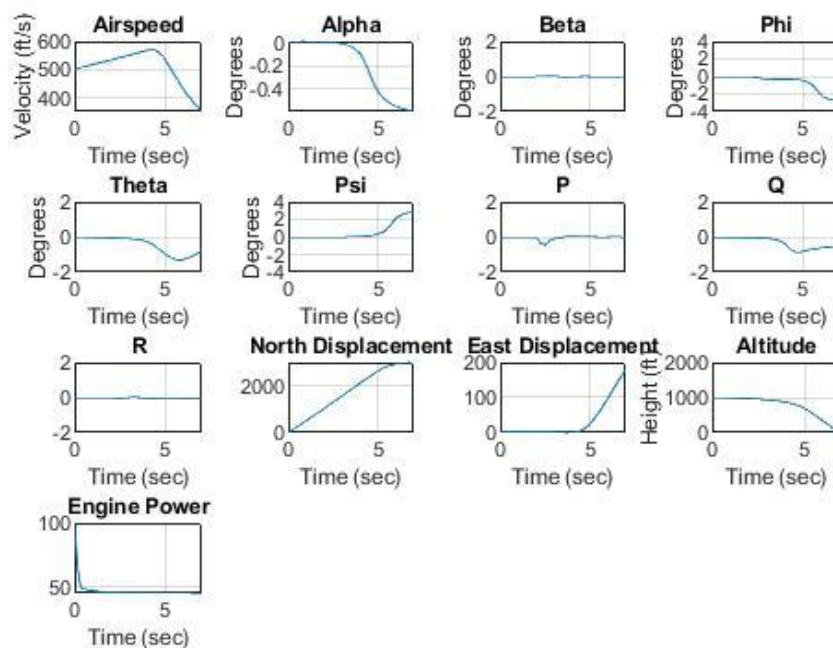 Airspeed
Velocity (ft/s)
600
500
400
0
5
Time (sec)
Alpha
Degrees
0
-0.2
-0.4
0
5
Time (sec)
Beta
Degrees
2
0
-2
0
5
Time (sec)
Phi
Degrees
4
2
0
-2
-4
0
5
Time (sec)
Theta
Degrees
2
0
-2
0
5
Time (sec)
Psi
Degrees
4
2
0
-2
-4
0
5
Time (sec)
P
Degrees
2
0
-2
0
5
Time (sec)
Q
Degrees
2
0
-2
0
5
Time (sec)
R
2
0
-2
0
5
Time (sec)
North Displacement
2000
0
0
5
Time (sec)
East Displacement
200
100
0
0
5
Time (sec)
Altitude
Height (ft)
2000
1000
0
0
5
Time (sec)
Engine Power
100
50
0
5
Time (sec)